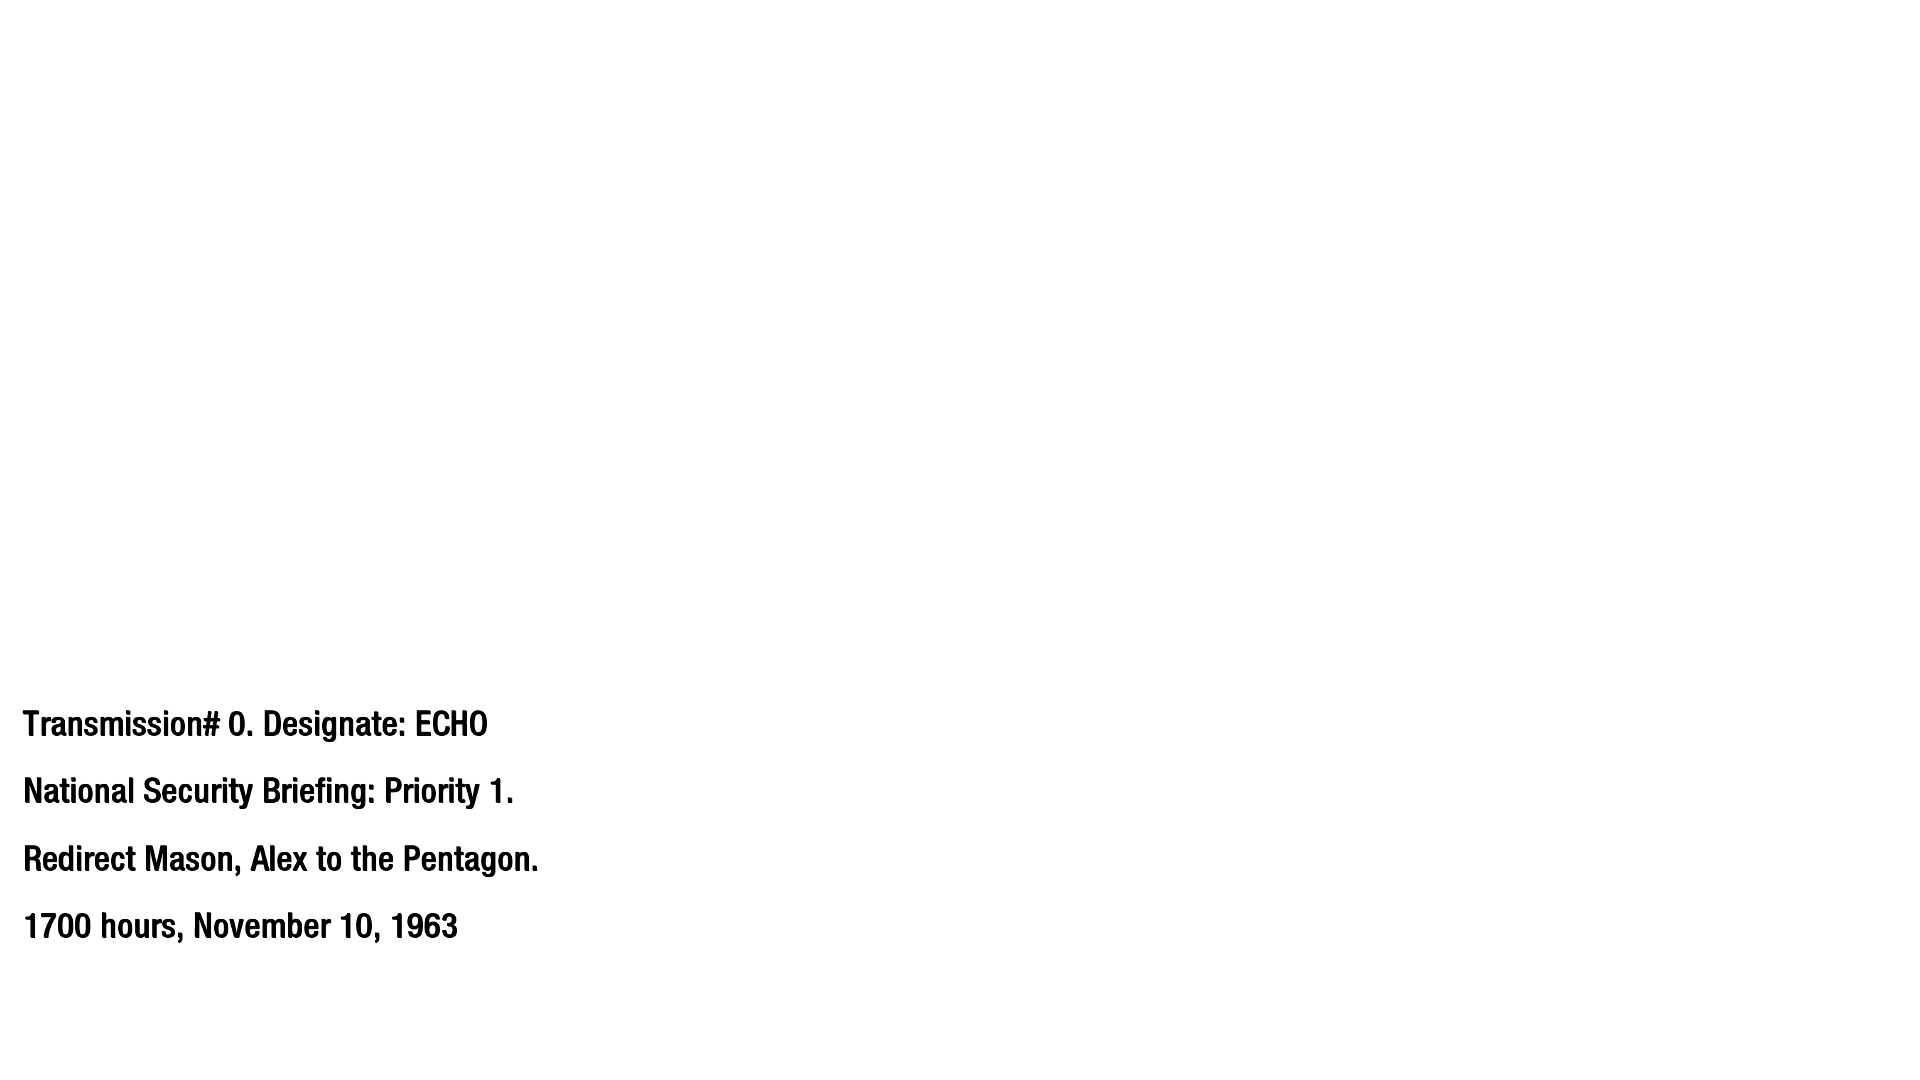 Transmission# 0. Designate: ECHO
National Security Briefing: Priority 1.
Redirect Mason, Alex to the Pentagon.
1700 hours, November 10, 1963